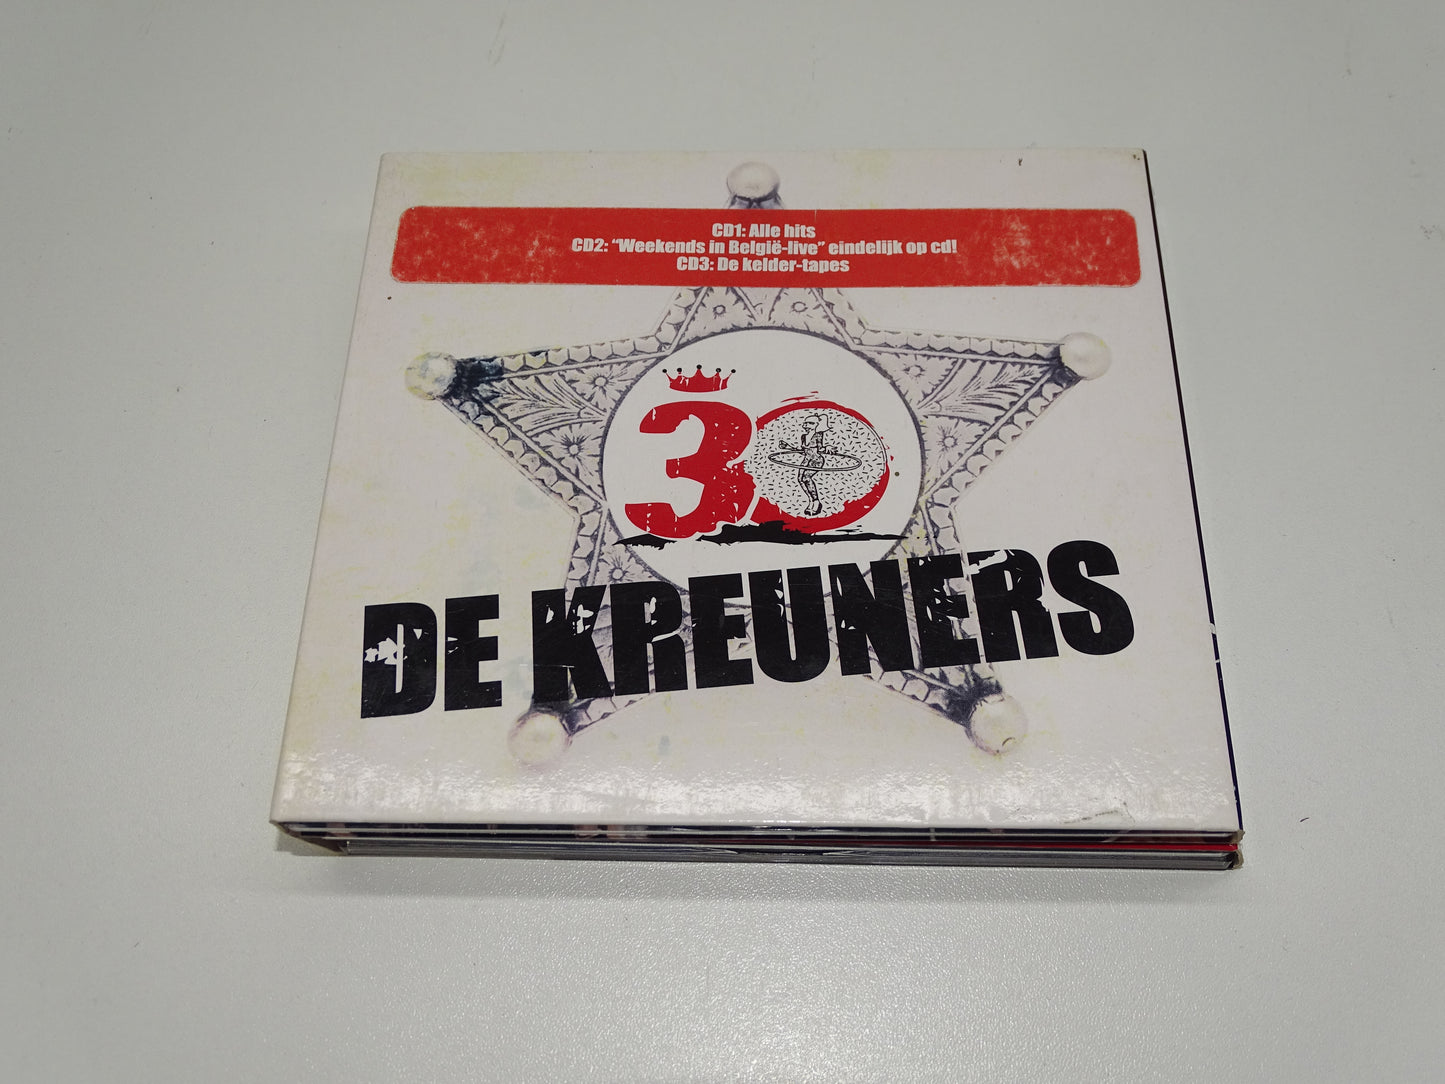 CD1: Alle hits
CD2: “Weekends in België-live” eindelijk op cd!
CD3: De kelder-tapes
30
DE KREUNERS